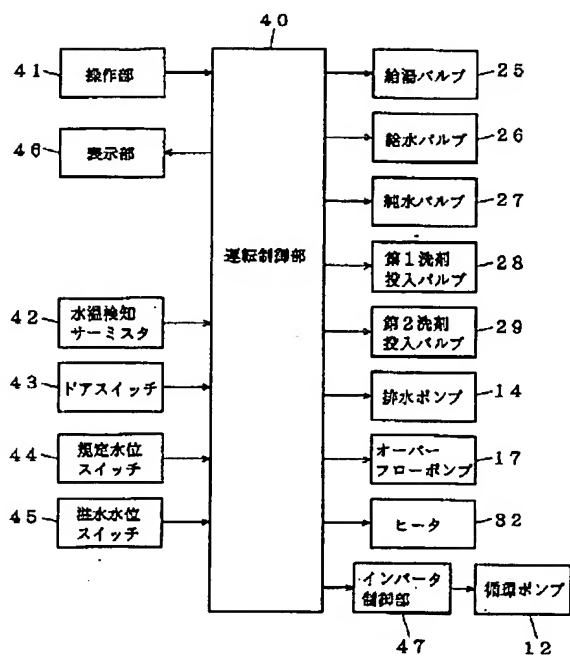 40
41
操作部
給湯バルブ
25
46
表示部
給水バルブ
26
純水バルブ
27
運転制御部
第1洗剤
投入バルブ
28
42
水温検知
サーミスタ
第2洗剤
投入バルブ
29
43
ドアスイッチ
排水ポンプ
14
44
規定水位
スイッチ
オーバー
フローポンプ
17
45
注水水位
スイッチ
ヒータ
32
インバータ
制御部
循環ポンプ
47
12